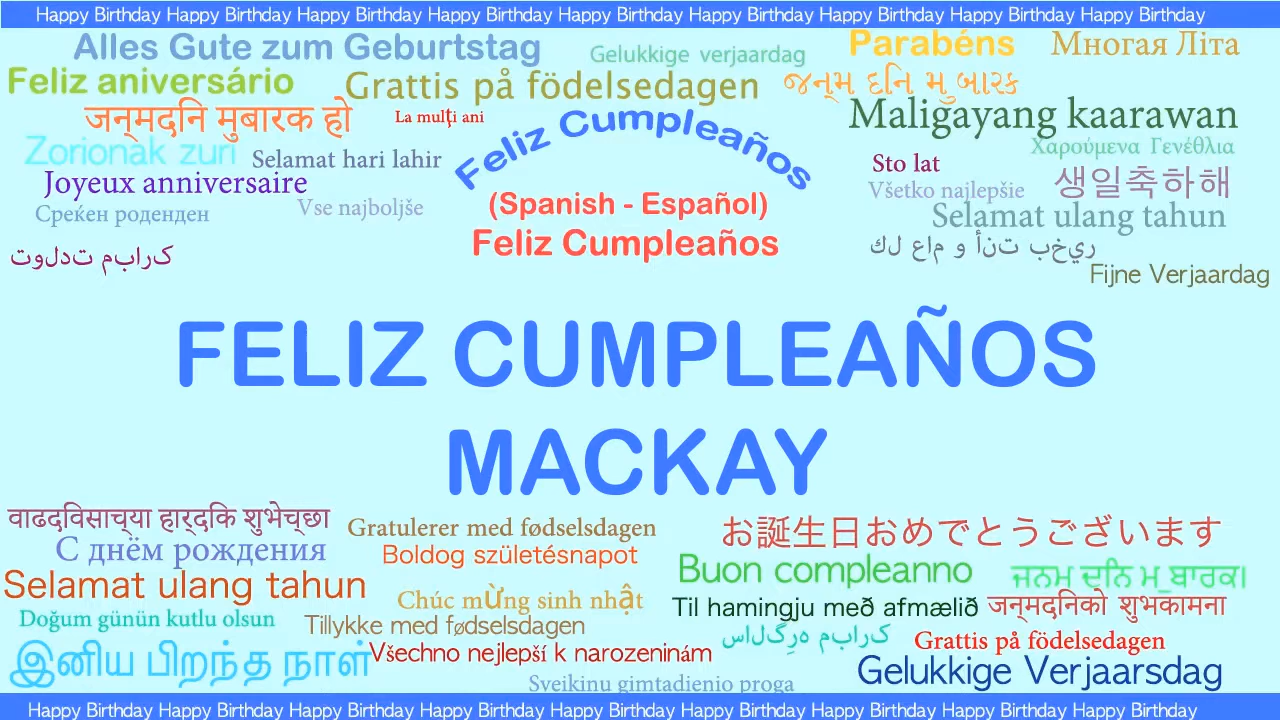 Happy Birthday Happy Birthday Happy Birthday Happy Birthday Happy Birthday Happy Birthday Happy Birthday Happy Birthday Happy Birthday
Alles Gute zum Geburtstag
Gelukkige verjaardag
Parabéns
Многая Літа
Feliz aniversário
Grattis på födelsedagen
જન્મ દિન મુબારક
जन्मदिन मुबारक हो
La mulţi ani
Feliz Cumpleaños
Maligayang kaarawan
Χαρούμενα Γενέθλια
Zorionak zuri
Selamat hari lahir
Sto lat
생일축하해
Joyeux anniversaire
Všetko najlepšie
Среќен роденден
Vse najboljše
(Spanish - Español)
Selamat ulang tahun
Feliz Cumpleaños
تولدت مبارک
كل عام و أنت بخير
Fijne Verjaardag
FELIZ CUMPLEAÑOS
MACKAY
वाढदिवसाच्या हार्दिक शुभेच्छा
Gratulerer med fødselsdagen
お誕生日おめでとうございます
С днём рождения
Boldog születésnapot
Buon compleanno
ਜਨਮ ਦਿਨ ਮੁਬਾਰਕ।
Selamat ulang tahun
Chúc mừng sinh nhật
Til hamingju með afmælið
जन्मदिनको शुभकामना
Doğum günün kutlu olsun
Tillykke med fødselsdagen
سالگرہ مبارک
Grattis på födelsedagen
இனிய பிறந்த நாள்
Všechno nejlepší k narozeninám
Gelukkige Verjaarsdag
Sveikinu gimtadienio proga
Happy Birthday Happy Birthday Happy Birthday Happy Birthday Happy Birthday Happy Birthday Happy Birthday Happy Birthday Happy Birthday